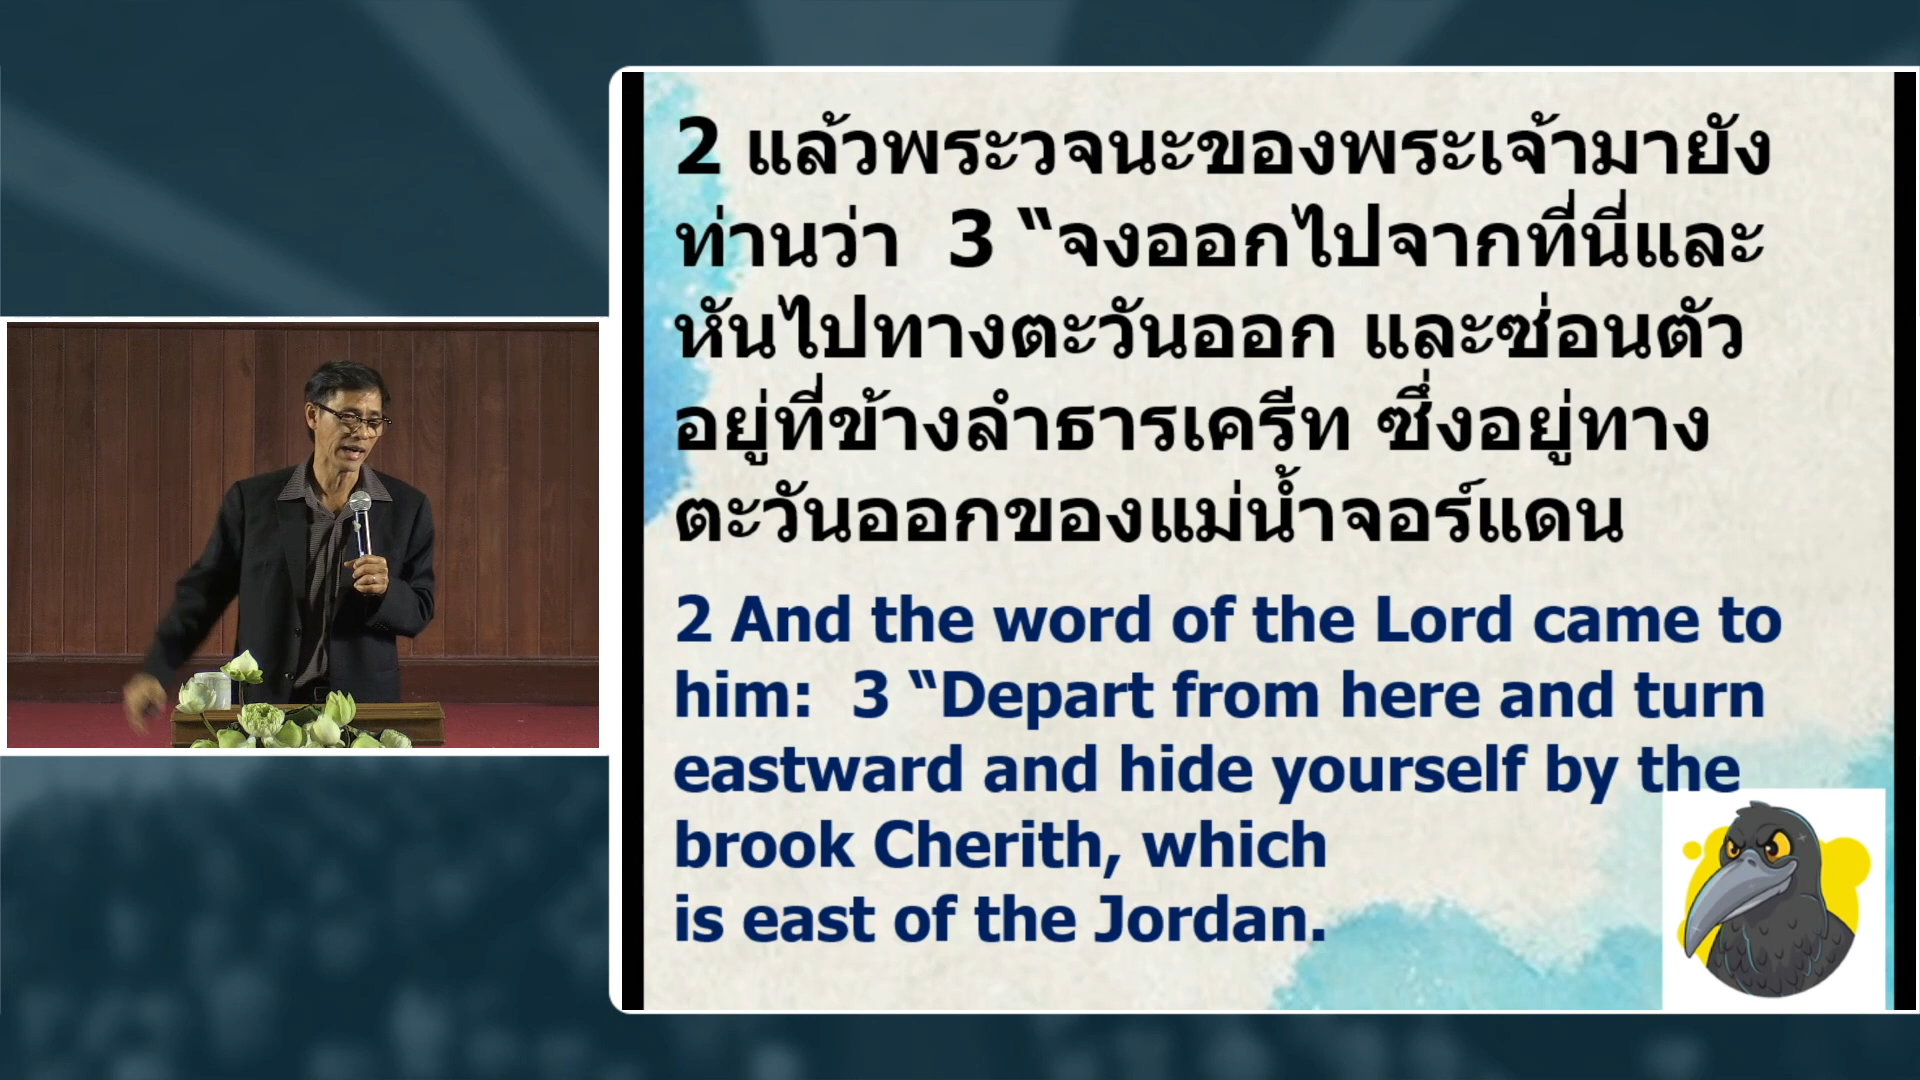 2 แล้วพระวจนะของพระเจ้ามายัง
ท่านว่า  3 “จงออกไปจากที่นี่และ
หันไปทางตะวันออก และซ่อนตัว
อยู่ที่ข้างลำธารเครีท ซึ่งอยู่ทาง
ตะวันออกของแม่น้ำจอร์แดน
2 And the word of the Lord came to
him:  3 “Depart from here and turn
eastward and hide yourself by the
brook Cherith, which
is east of the Jordan.